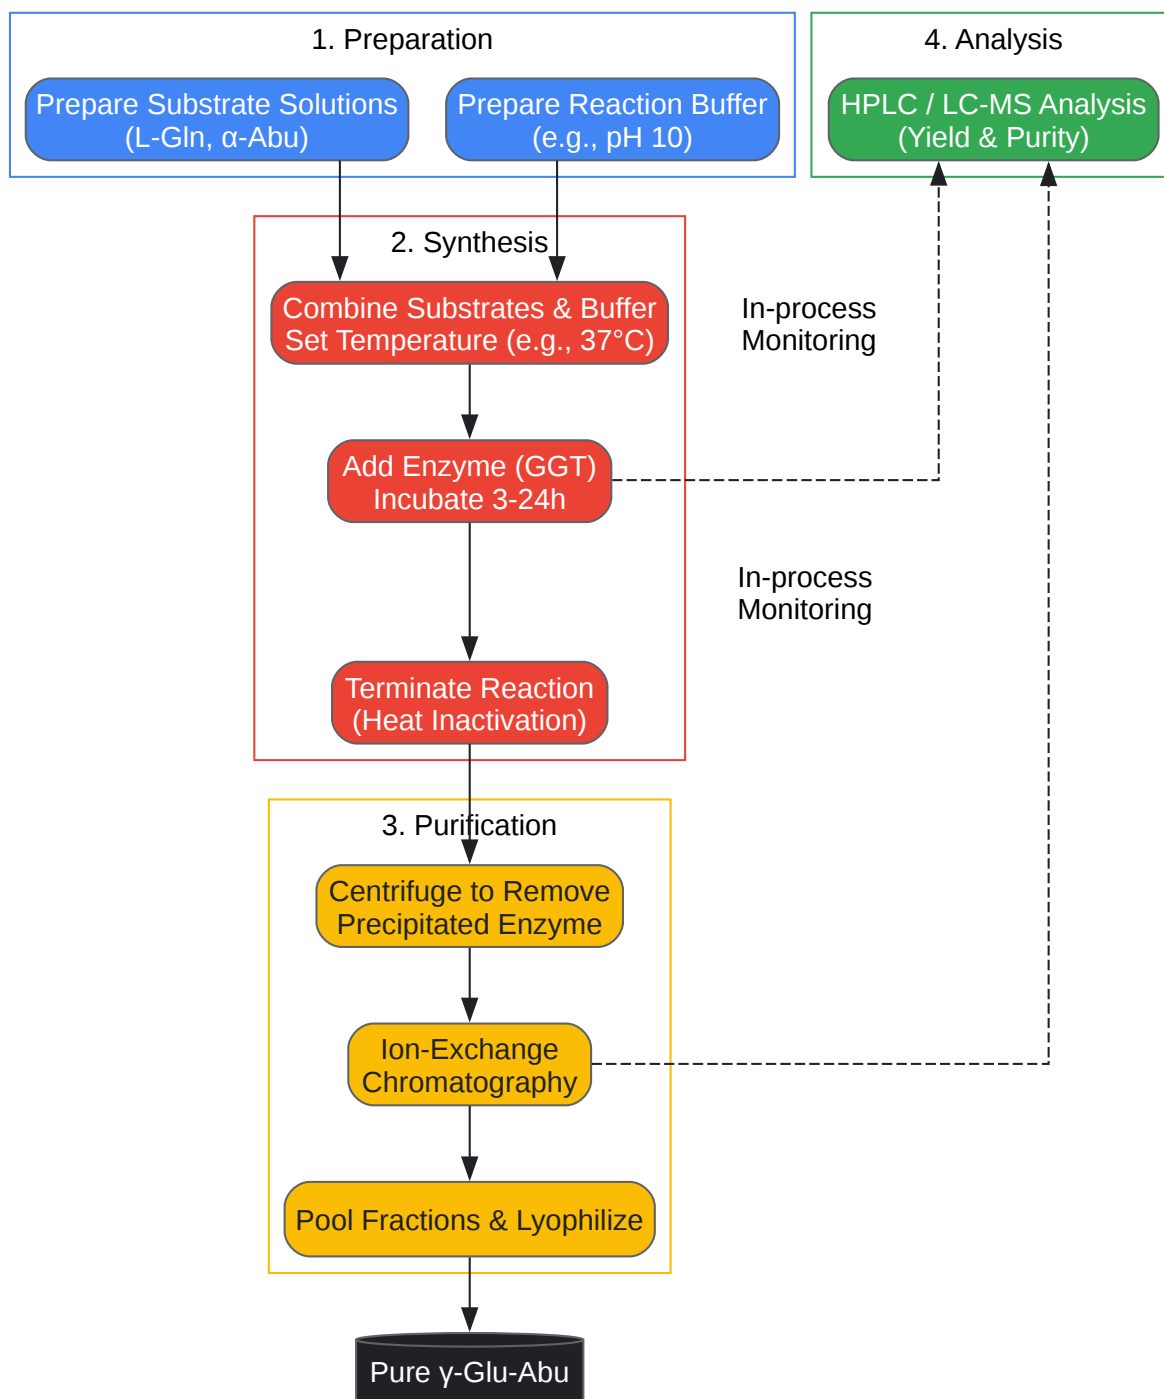 1. Preparation
Prepare Substrate Solutions
(L-Gln, α-Abu)
Prepare Reaction Buffer
(e.g., pH 10)
4. Analysis
HPLC / LC-MS Analysis
(Yield & Purity)
2. Synthesis
Combine Substrates & Buffer
Set Temperature (e.g., 37°C)
In-process
Monitoring
Add Enzyme (GGT)
Incubate 3-24h
In-process
Monitoring
Terminate Reaction
(Heat Inactivation)
3. Purification
Centrifuge to Remove
Precipitated Enzyme
Ion-Exchange
Chromatography
Pool Fractions & Lyophilize
Pure γ-Glu-Abu